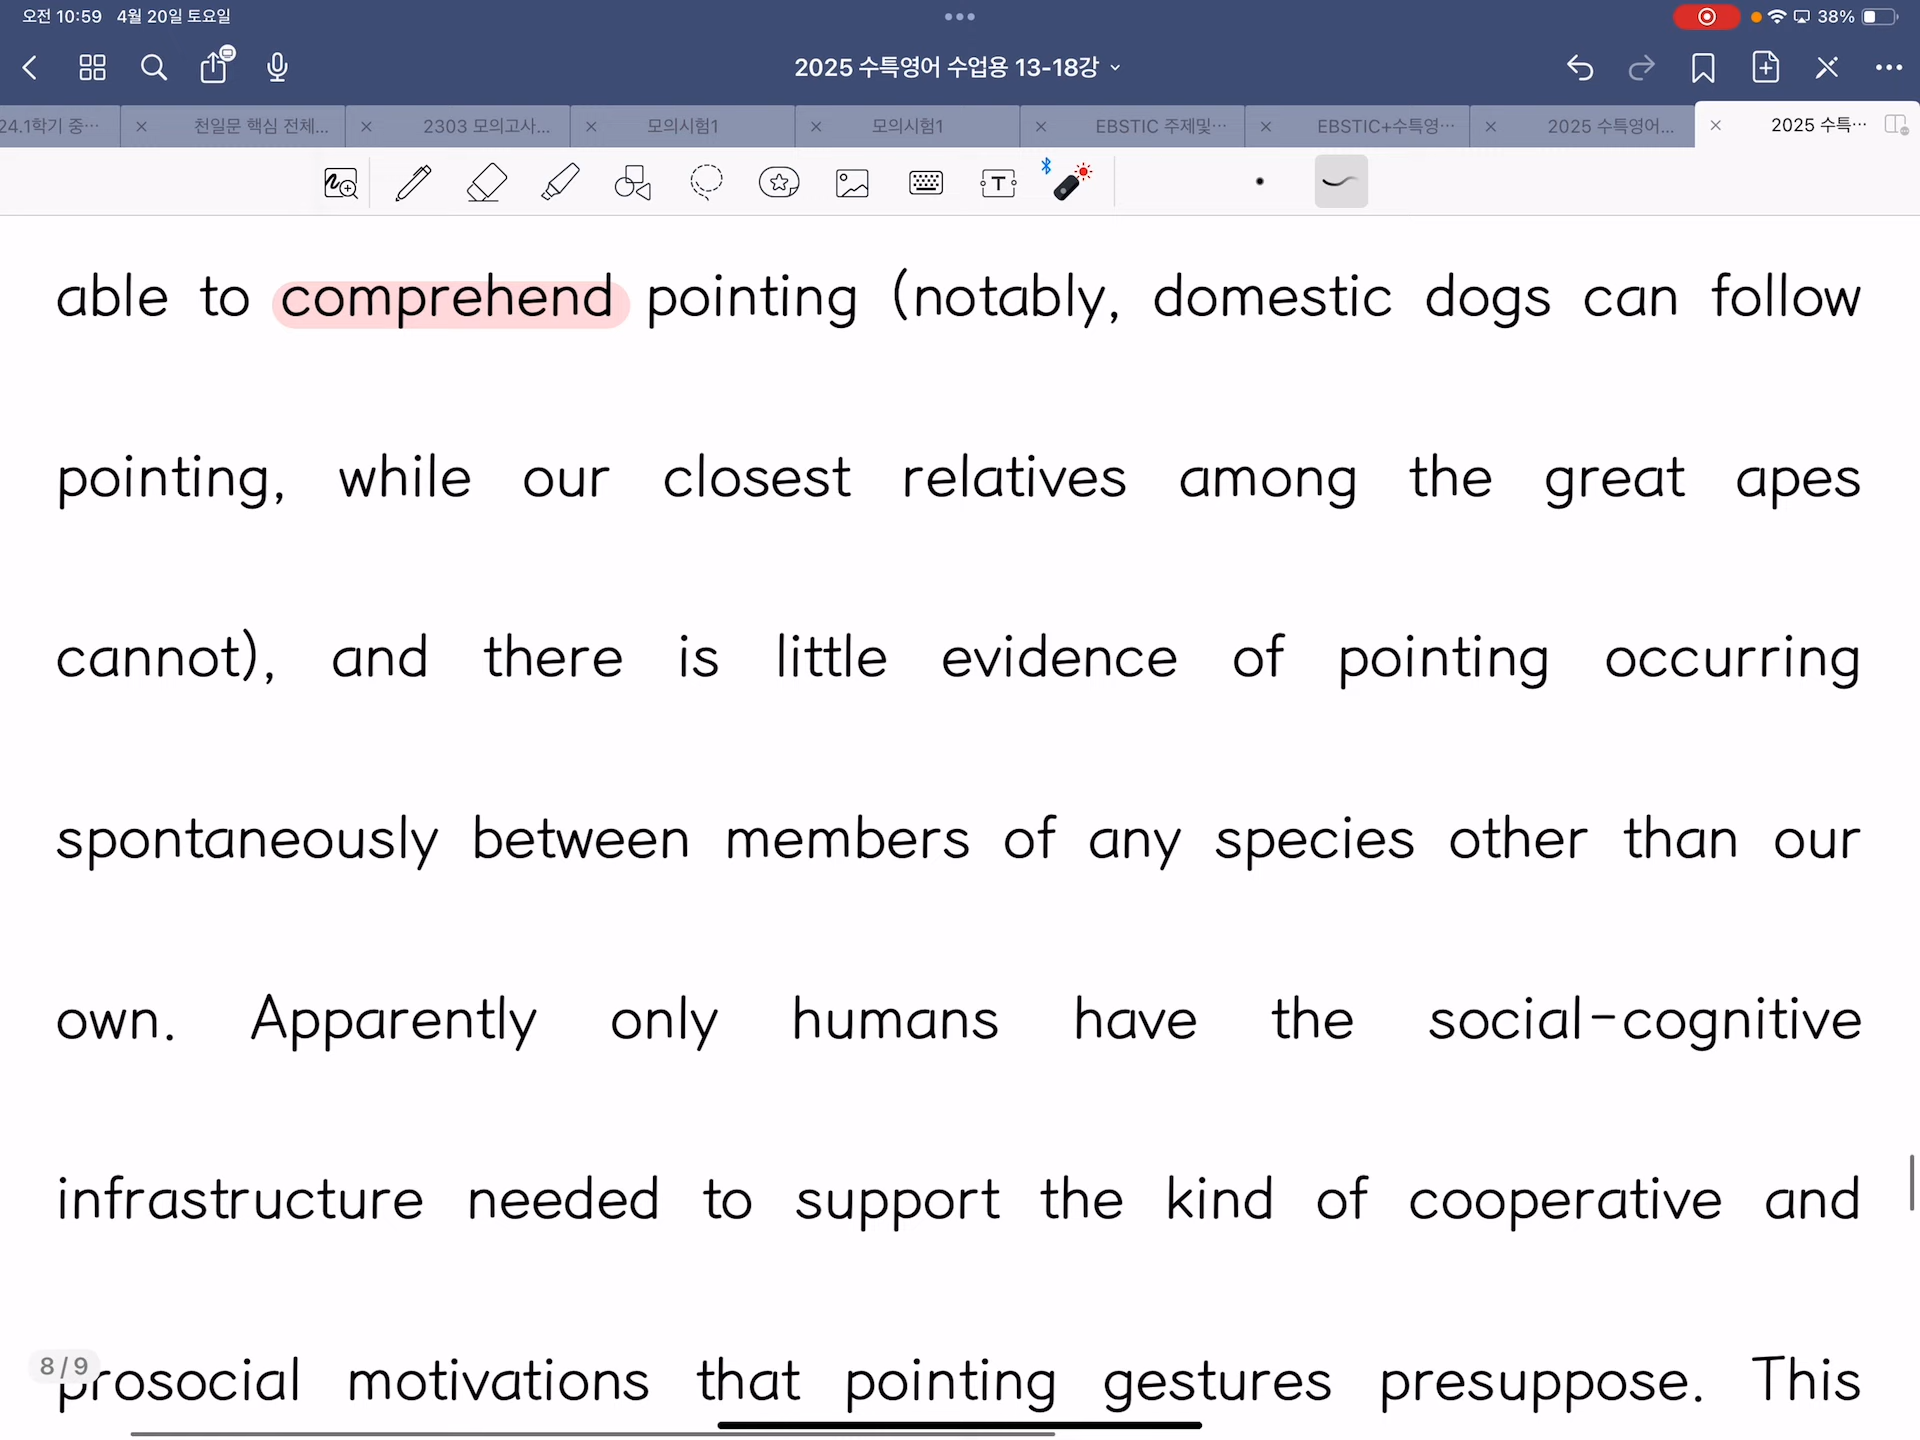 오전 10:59 4월 20일 토요일
38%
2025 수특영어 수업용 13-18강
24.1학기 중…
천일문 핵심 전체...
2303 모의고사...
모의시험1
모의시험1
EBSTIC 주제및…
EBSTIC+수특영…
2025 수특영어...
2025 수특…
T
able to comprehend pointing (notably, domestic dogs can follow
pointing, while our closest relatives among the great apes
cannot), and there is little evidence of pointing occurring
spontaneously between members of any species other than our
own. Apparently only humans have the social-cognitive
infrastructure needed to support the kind of cooperative and
prosocial motivations that pointing gestures presuppose. This
8/9